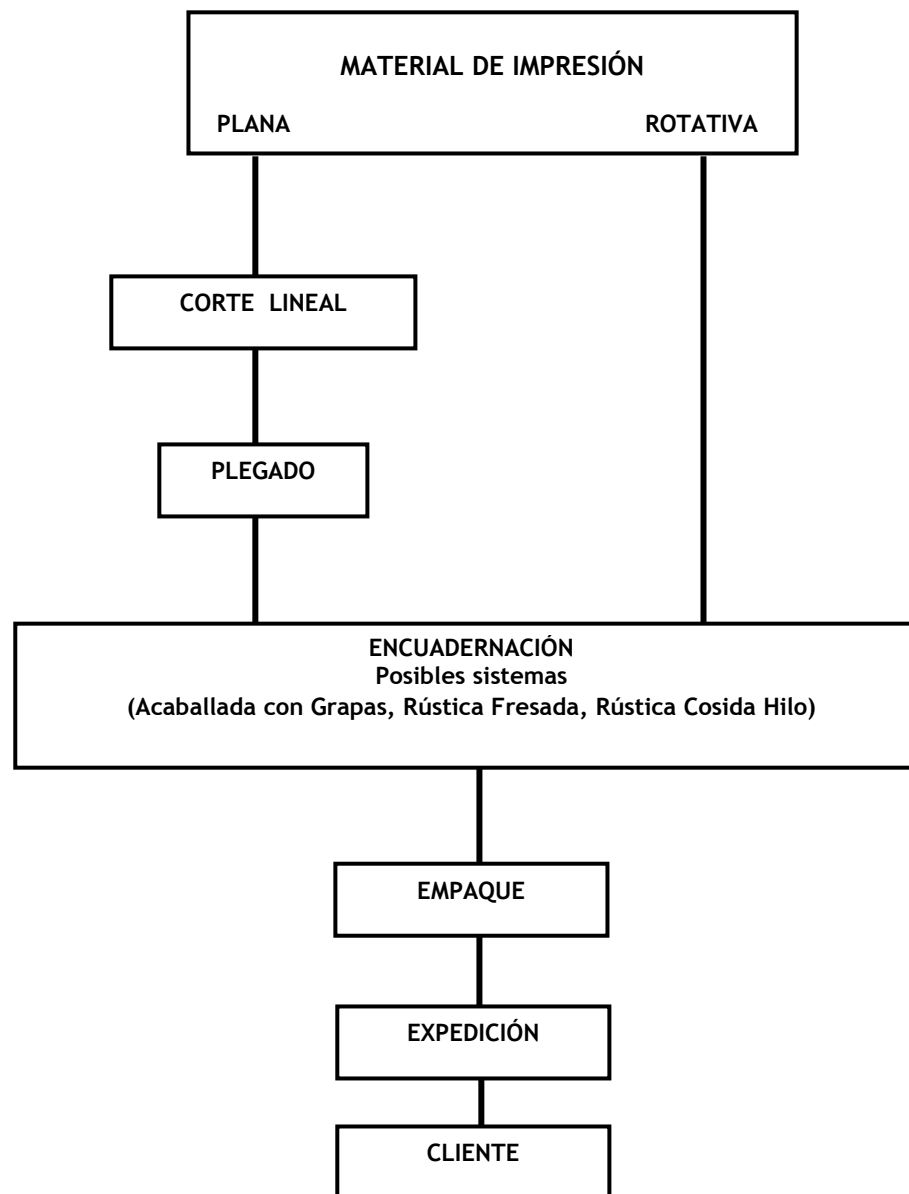 MATERIAL DE IMPRESIÓN
PLANA ROTATIVA
CORTE LINEAL
PLEGADO
ENCUADERNACIÓN
Posibles sistemas
(Acaballada con Grapas, Rústica Fresada, Rústica Cosida Hilo)
EMPAQUE
EXPEDICIÓN
CLIENTE